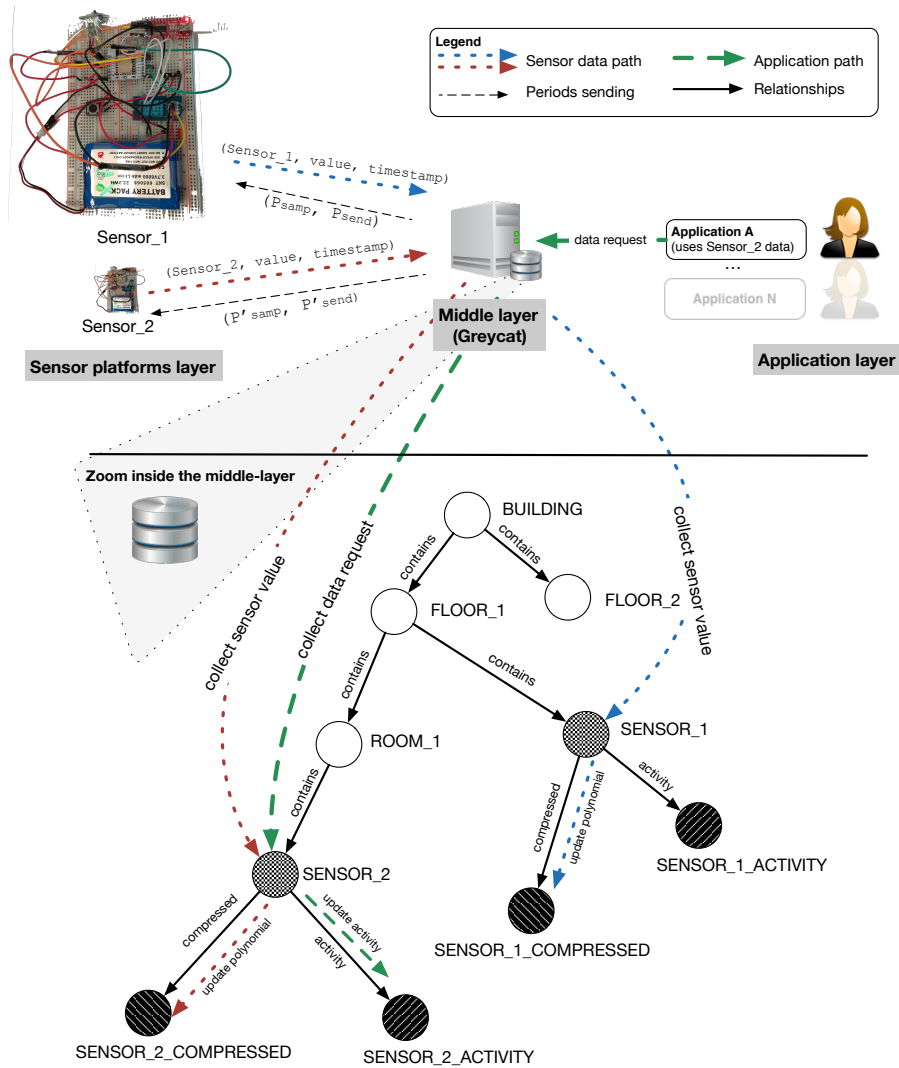 Legend
Sensor data path
Application path
Periods sending
Relationships
(Sensor_1, value, timestamp)
(Psamp, Psend)
BATTERY PACK
Sensor_1
(Sensor_2, value, timestamp)
(P'samp, P'send)
Sensor_2
data request
Application A
(uses Sensor_2 data)
...
Application N
Sensor platforms layer
Middle layer
(Greycat)
Application layer
Zoom inside the middle-layer
collect sensor value
collect data request
collect sensor value
BUILDING
contains
contains
FLOOR_1
FLOOR_2
contains
contains
ROOM_1
SENSOR_1
contains
compressed
update polynomial
activity
SENSOR_1_ACTIVITY
SENSOR_2
SENSOR_1_COMPRESSED
compressed
update polynomial
update activity
activity
SENSOR_2_COMPRESSED
SENSOR_2_ACTIVITY